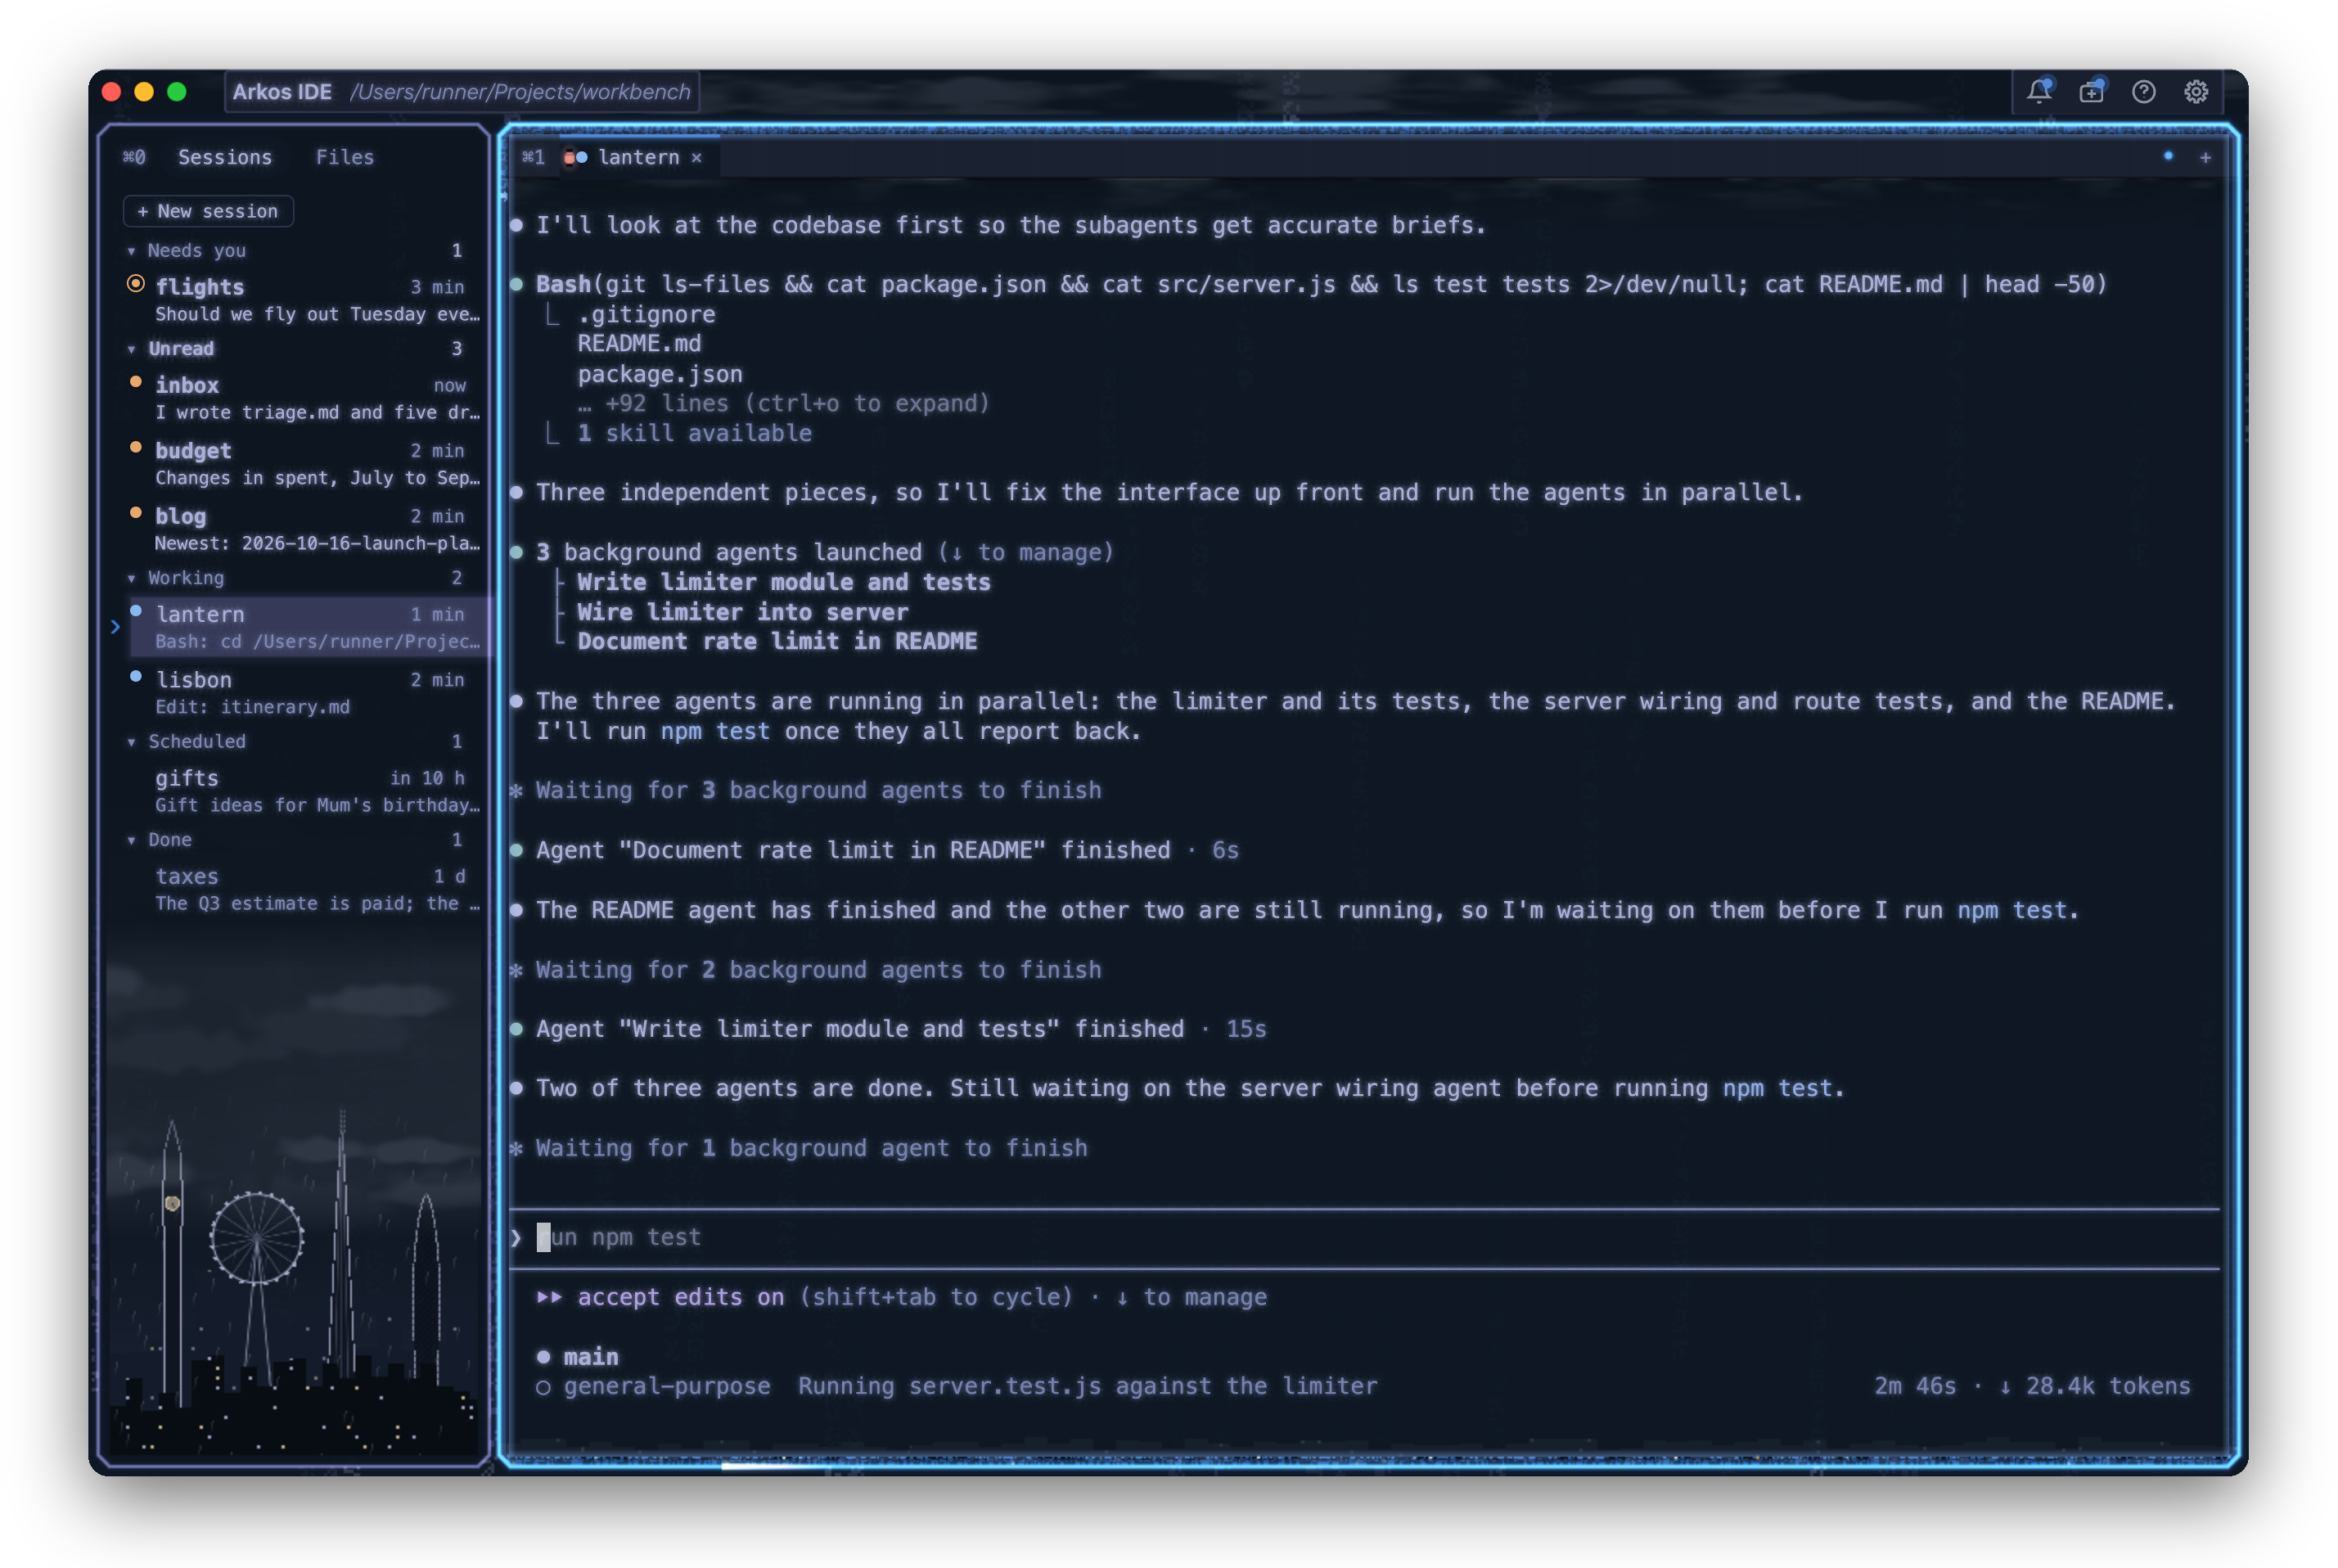 Arkos IDE /Users/runner/Projects/workbench
⌘0 Sessions Files
+ New session
▾ Needs you 1
flights 3 min
Should we fly out Tuesday eve…
▾ Unread 3
inbox now
I wrote triage.md and five dr…
budget 2 min
Changes in spent, July to Sep…
blog 2 min
Newest: 2026-10-16-launch-pla…
▾ Working 2
› lantern 1 min
Bash: cd /Users/runner/Projec…
lisbon 2 min
Edit: itinerary.md
▾ Scheduled 1
gifts in 10 h
Gift ideas for Mum's birthday…
▾ Done 1
taxes 1 d
The Q3 estimate is paid; the …
⌘1 lantern × +
● I'll look at the codebase first so the subagents get accurate briefs.
● Bash(git ls-files && cat package.json && cat src/server.js && ls test tests 2>/dev/null; cat README.md | head -50)
⎿ .gitignore
README.md
package.json
… +92 lines (ctrl+o to expand)
⎿ 1 skill available
● Three independent pieces, so I'll fix the interface up front and run the agents in parallel.
● 3 background agents launched (↓ to manage)
├ Write limiter module and tests
├ Wire limiter into server
└ Document rate limit in README
● The three agents are running in parallel: the limiter and its tests, the server wiring and route tests, and the README.
I'll run npm test once they all report back.
✻ Waiting for 3 background agents to finish
● Agent "Document rate limit in README" finished · 6s
● The README agent has finished and the other two are still running, so I'm waiting on them before I run npm test.
✻ Waiting for 2 background agents to finish
● Agent "Write limiter module and tests" finished · 15s
● Two of three agents are done. Still waiting on the server wiring agent before running npm test.
✻ Waiting for 1 background agent to finish
❯ run npm test
⏵⏵ accept edits on (shift+tab to cycle) · ↓ to manage
● main
○ general-purpose Running server.test.js against the limiter 2m 46s · ↓ 28.4k tokens